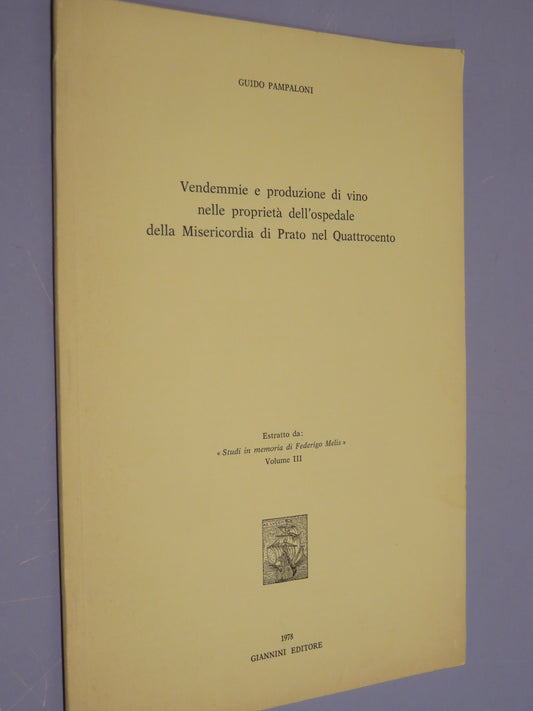 GUIDO PAMPALONI
Vendemmie e produzione di vino
nelle proprietà dell'ospedale
della Misericordia di Prato nel Quattrocento
Estratto da:
« Studi in memoria di Federigo Melis »
Volume III
1978
GIANNINI EDITORE